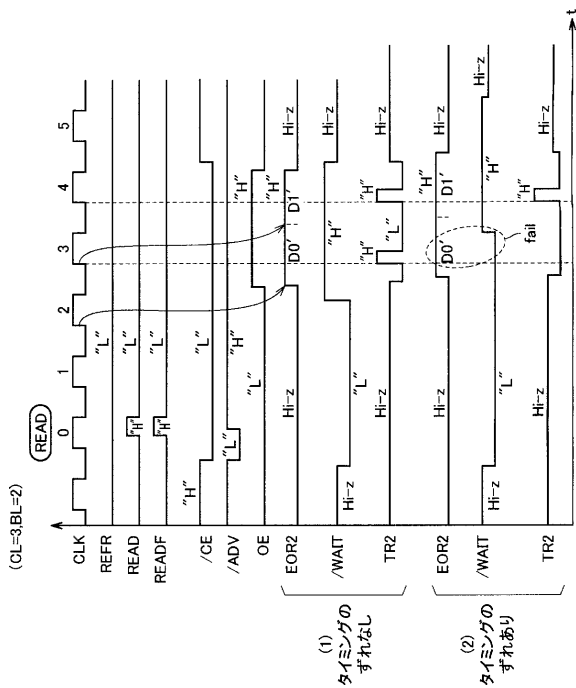 (CL=3,BL=2)
READ
0 1 2 3 4 5
CLK
REFR "L"
READ "H" "L"
READF "H" "L"
/CE "H" "L"
/ADV "L" "H"
OE "L" "H"
(1)
タイミングの
ずれなし
EOR2 Hi-z D0' D1' "H" Hi-z
/WAIT Hi-z "L" "H" Hi-z
TR2 Hi-z "H" "L" "H" Hi-z
(2)
タイミングの
ずれあり
EOR2 Hi-z D0' D1' "H" Hi-z
/WAIT Hi-z "L" fail "H" Hi-z
TR2 Hi-z "H" Hi-z
t